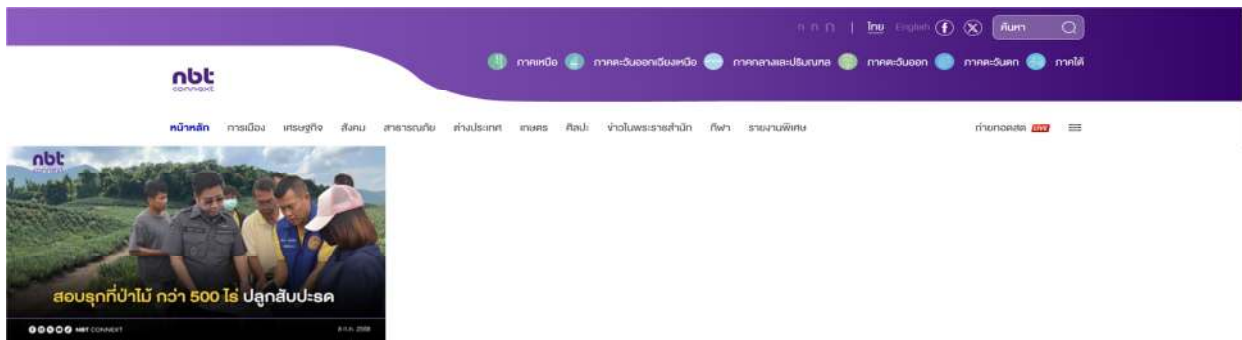 ก ก ก | ไทย English ค้นหา
ภาคเหนือ ภาคตะวันออกเฉียงเหนือ ภาคกลางและปริมณฑล ภาคตะวันออก ภาคตะวันตก ภาคใต้
nbt
connext
หน้าหลัก การเมือง เศรษฐกิจ สังคม สาธารณภัย ต่างประเทศ เกษตร ศิลปะ ข่าวในพระราชสำนัก กีฬา รายงานพิเศษ ถ่ายทอดสด LIVE
nbt
connext
สอบรุกที่ป่าไม้ กว่า 500 ไร่ ปลูกสับปะรด
NBT CONNEXT